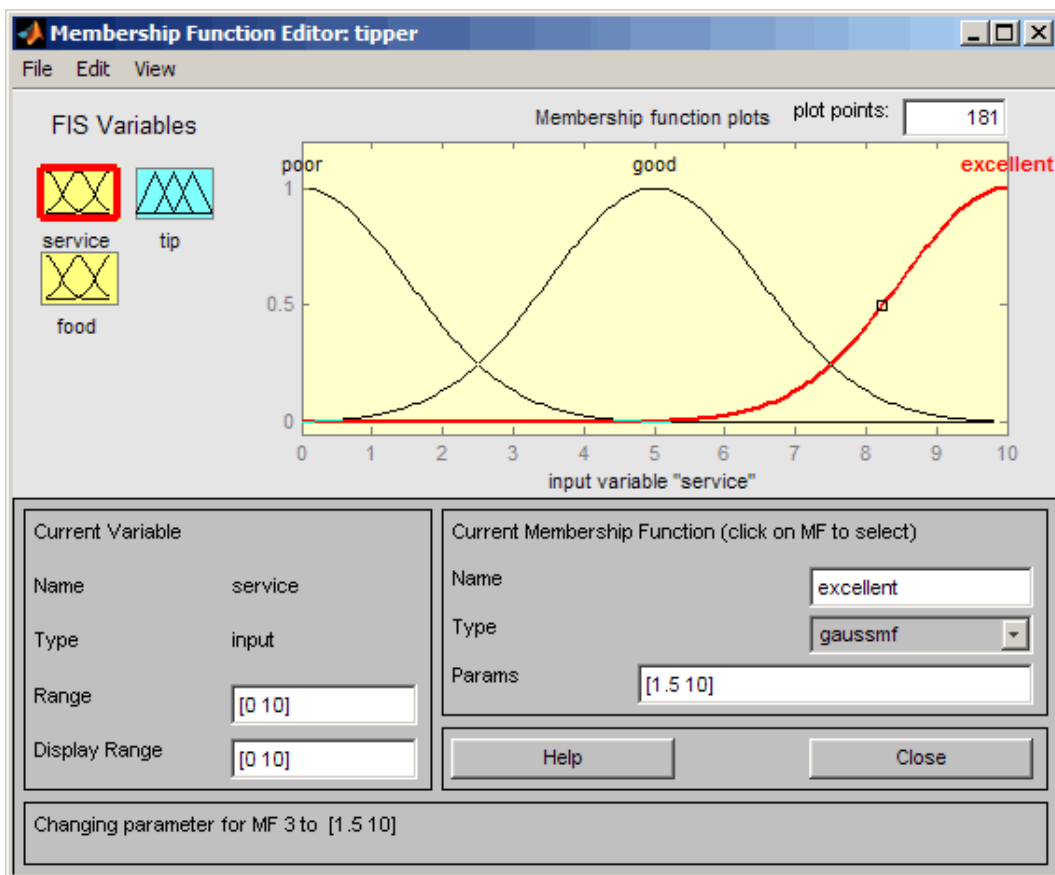 Membership Function Editor: tipper
File Edit View
FIS Variables
service
tip
food
Membership function plots
plot points:
181
poor
good
excellent
1
0.5
0
0 1 2 3 4 5 6 7 8 9 10
input variable "service"
Current Variable
Name service
Type input
Range [0 10]
Display Range [0 10]
Current Membership Function (click on MF to select)
Name excellent
Type gaussmf
Params [1.5 10]
Help
Close
Changing parameter for MF 3 to [1.5 10]